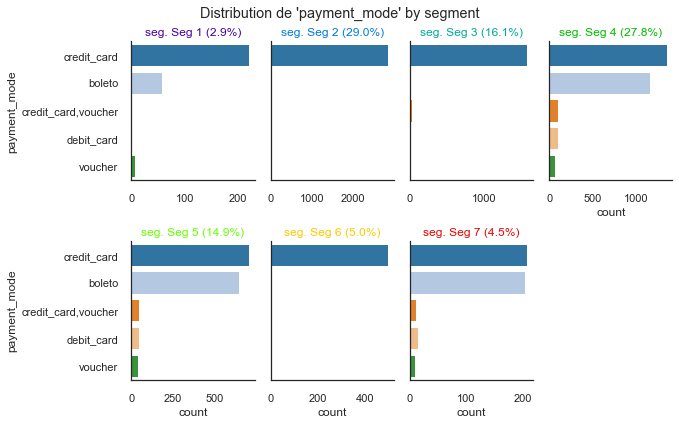 Distribution de 'payment_mode' by segment
seg. Seg 1 (2.9%) seg. Seg 2 (29.0%) seg. Seg 3 (16.1%) seg. Seg 4 (27.8%)
payment_mode
credit_card
boleto
credit_card,voucher
debit_card
voucher
0 100 200 0 1000 2000 0 1000 0 500 1000
count
seg. Seg 5 (14.9%) seg. Seg 6 (5.0%) seg. Seg 7 (4.5%)
payment_mode
credit_card
boleto
credit_card,voucher
debit_card
voucher
0 250 500 0 200 400 0 100 200
count count count